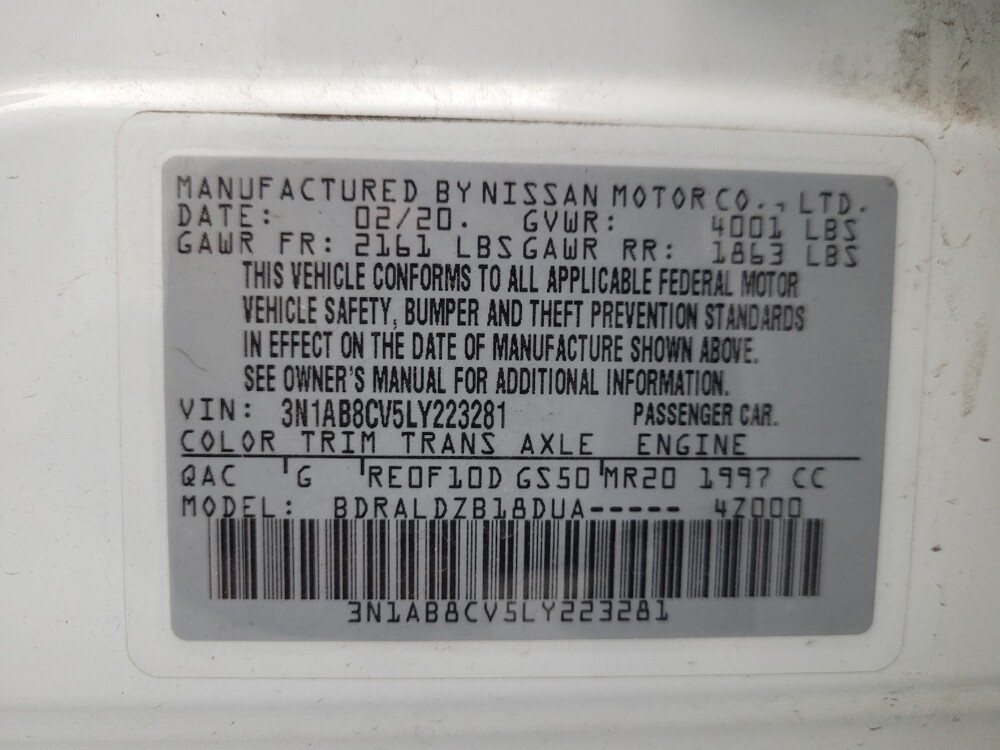 MANUFACTURED BY NISSAN MOTOR CO., LTD.
DATE: 02/20. GVWR: 4001 LBS
GAWR FR: 2161 LBS GAWR RR: 1863 LBS
THIS VEHICLE CONFORMS TO ALL APPLICABLE FEDERAL MOTOR
VEHICLE SAFETY, BUMPER AND THEFT PREVENTION STANDARDS
IN EFFECT ON THE DATE OF MANUFACTURE SHOWN ABOVE.
SEE OWNER'S MANUAL FOR ADDITIONAL INFORMATION.
VIN: 3N1AB8CV5LY223281 PASSENGER CAR.
COLOR TRIM TRANS AXLE ENGINE
QAC G RE0F10D GS50 MR20 1997 CC
MODEL: BDRALDZB18DUA----- 4Z000
3N1AB8CV5LY223281